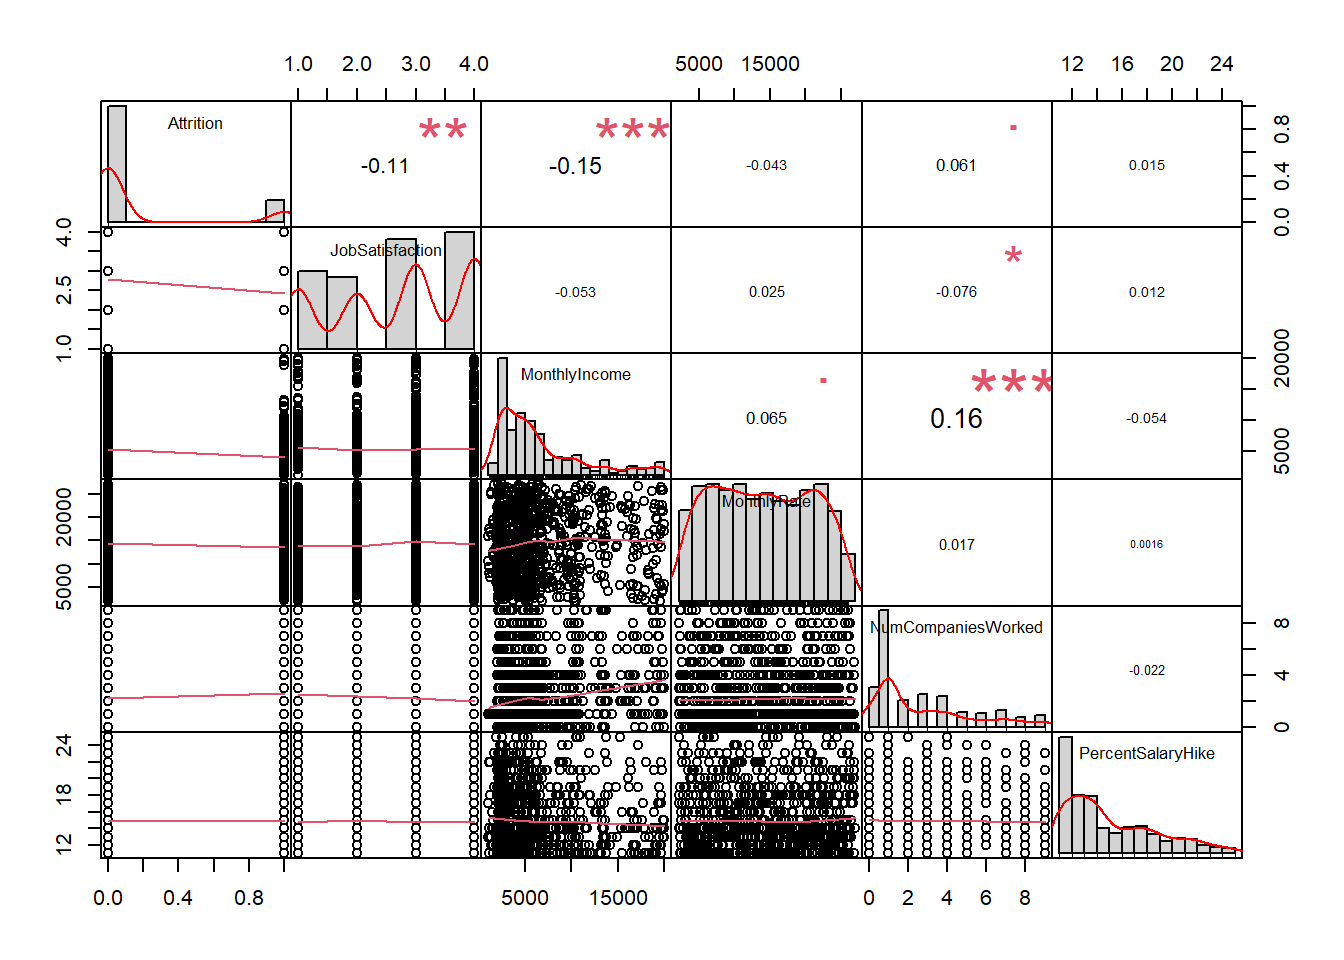 1.0 2.0 3.0 4.0 5000 15000 12 16 20 24
Attrition ** *** .
-0.11 -0.15 -0.043 0.061 0.015
0.0 0.4 0.8
JobSatisfaction *
-0.053 0.025 -0.076 0.012
1.0 2.5 4.0
MonthlyIncome . ***
0.065 0.16 -0.054
5000 20000
MonthlyRate
0.017 0.0016
5000 20000
NumCompaniesWorked
-0.022
0 4 8
PercentSalaryHike
12 18 24
0.0 0.4 0.8 5000 15000 0 2 4 6 8